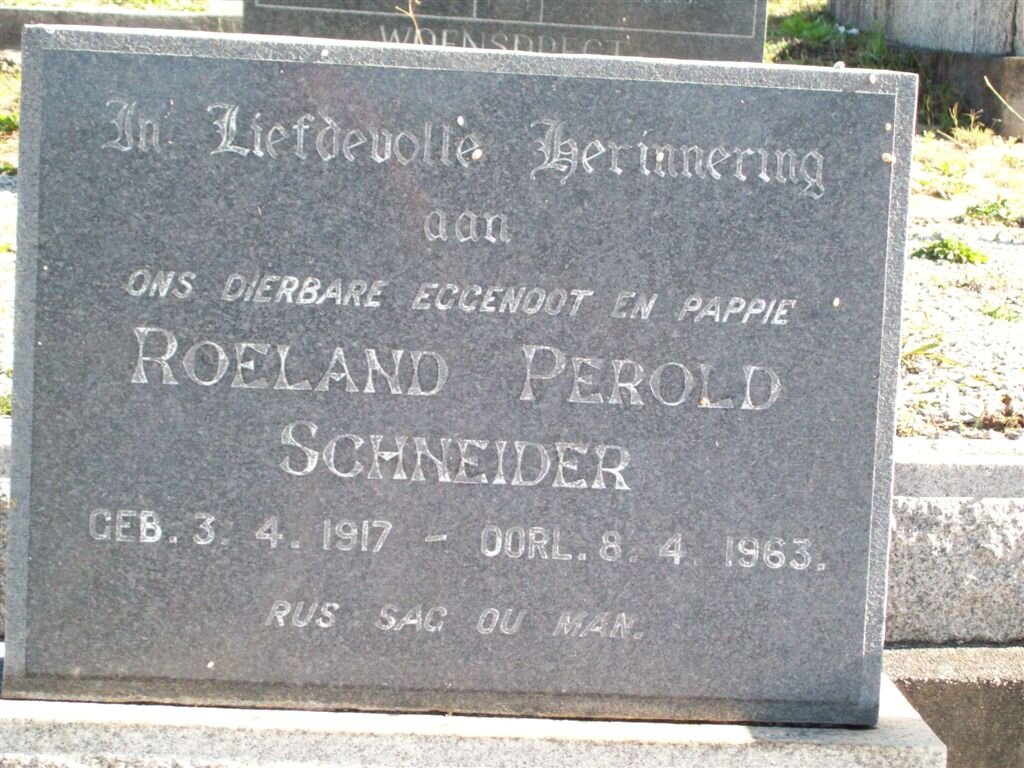 WOENSDREGT
In Liefdevolle Herinnering
aan
ONS DIERBARE EGGENOOT EN PAPPIE
ROELAND PEROLD
SCHNEIDER
GEB. 3. 4. 1917 - OORL. 8. 4. 1963.
RUS SAG OU MAN.